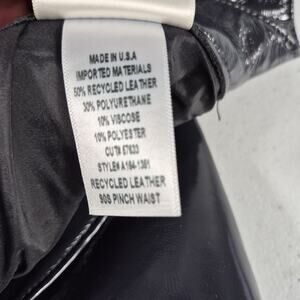 MADE IN U.S.A
IMPORTED MATERIALS
50% RECYCLED LEATHER
30% POLYURETHANE
10% VISCOSE
10% POLYESTER
CUT# 57633
STYLE# A184-1361
RECYCLED LEATHER
90S PINCH WAIST